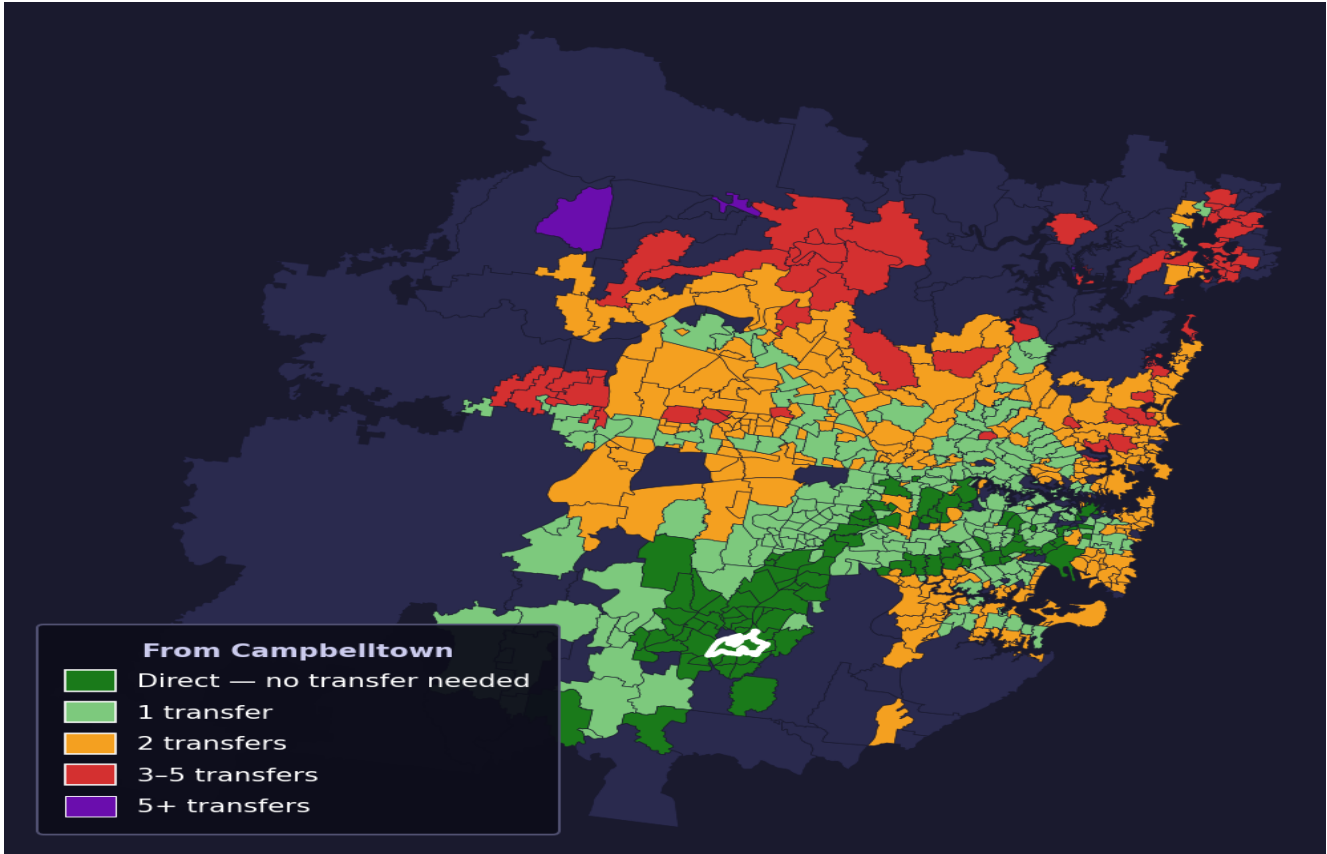 From Campbelltown
Direct — no transfer needed
1 transfer
2 transfers
3–5 transfers
5+ transfers